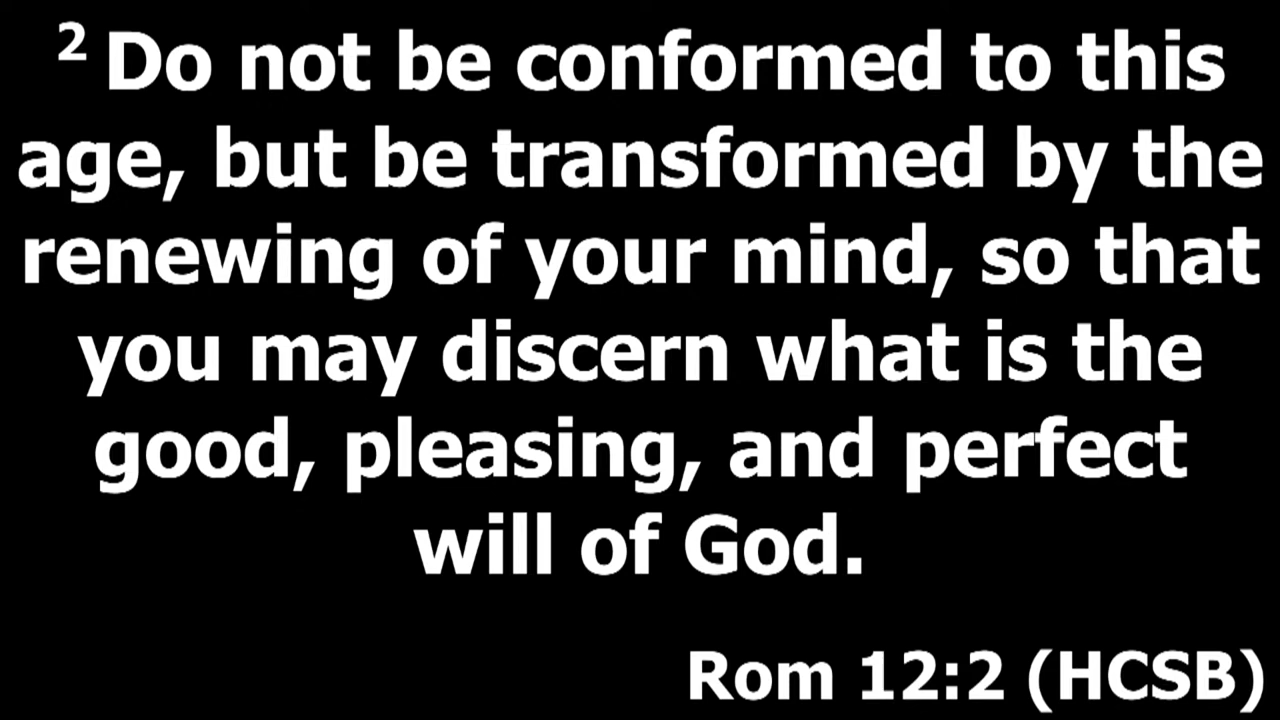 ² Do not be conformed to this
age, but be transformed by the
renewing of your mind, so that
you may discern what is the
good, pleasing, and perfect
will of God.
Rom 12:2 (HCSB)